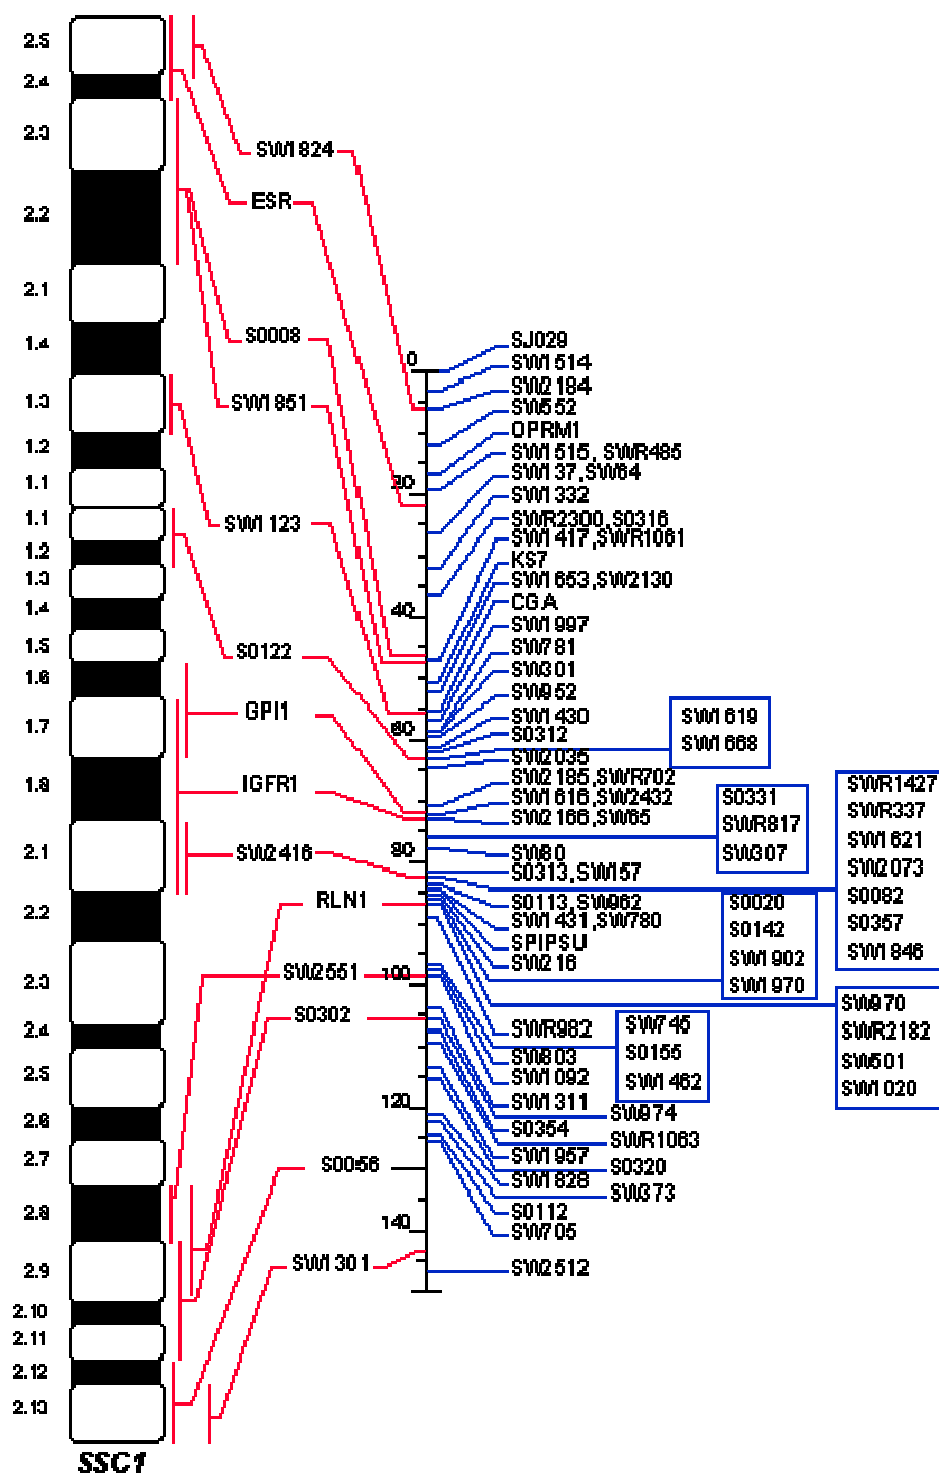 2.5
2.4
2.3
2.2
2.1
1.4
1.3
1.2
1.1
1.1
1.2
1.3
1.4
1.5
1.6
1.7
1.8
2.1
2.2
2.3
2.4
2.5
2.6
2.7
2.8
2.9
2.10
2.11
2.12
2.13
SSC1
SW1824
ESR
S0008
SW1851
SW1123
S0122
GPI1
IGFR1
SW2416
RLN1
SW2551
S0302
S0056
SW1301
0
20
40
60
80
100
120
140
SJ029
SW1514
SW2184
SW552
OPRM1
SW1515, SWR485
SW137,SW64
SW1332
SWR2300,S0316
SW1417,SWR1061
KS7
SW1653,SW2130
CGA
SW1997
SW781
SW301
SW952
SW1430
S0312
SW2035
SW2185,SWR702
SW1616,SW2432
SW2166,SW65
SW80
S0313,SW157
S0113,SW962
SW1431,SW780
SPIPSU
SW216
SWR982
SW803
SW1092
SW1311
SW974
S0354
SWR1063
SW1957
S0320
SW1828
SW373
S0112
SW705
SW2512
SW1619
SW1668
S0331
SWR817
SW307
SWR1427
SWR337
SW1621
SW2073
S0082
S0357
SW1846
S0020
S0142
SW1902
SW1970
SW970
SWR2182
SW501
SW1020
SW745
S0155
SW1462